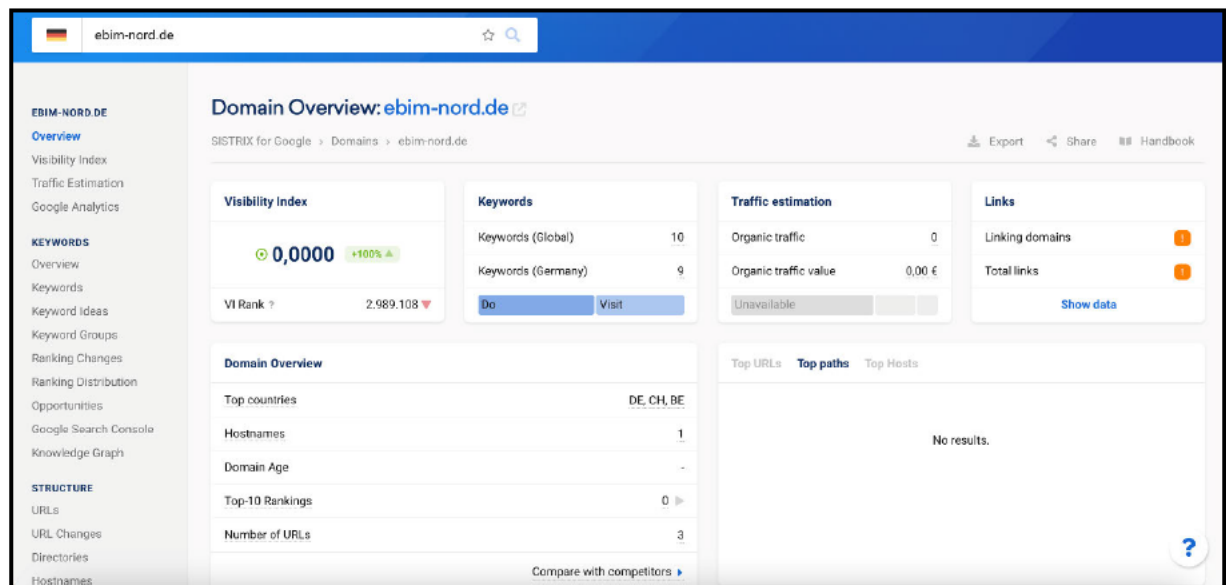 ebim-nord.de
EBIM-NORD.DE
Overview
Visibility Index
Traffic Estimation
Google Analytics
KEYWORDS
Overview
Keywords
Keyword Ideas
Keyword Groups
Ranking Changes
Ranking Distribution
Opportunities
Google Search Console
Knowledge Graph
STRUCTURE
URLs
URL Changes
Directories
Hostnames
Domain Overview: ebim-nord.de
SISTRIX for Google › Domains › ebim-nord.de
Export Share Handbook
Visibility Index
0,0000 +100%
VI Rank ? 2.989.108
Keywords
Keywords (Global) 10
Keywords (Germany) 9
Do Visit
Traffic estimation
Organic traffic 0
Organic traffic value 0,00 €
Unavailable
Links
Linking domains !
Total links !
Show data
Domain Overview
Top countries DE, CH, BE
Hostnames 1
Domain Age -
Top-10 Rankings 0
Number of URLs 3
Compare with competitors
Top URLs Top paths Top Hosts
No results.
?